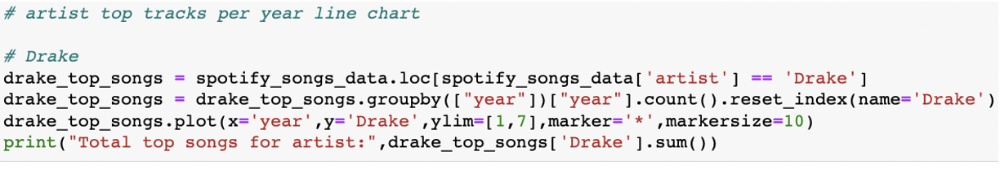 # artist top tracks per year line chart
# Drake
drake_top_songs = spotify_songs_data.loc[spotify_songs_data['artist'] == 'Drake']
drake_top_songs = drake_top_songs.groupby(["year"])["year"].count().reset_index(name='Drake')
drake_top_songs.plot(x='year',y='Drake',ylim=[1,7],marker='*',markersize=10)
print("Total top songs for artist:",drake_top_songs['Drake'].sum())